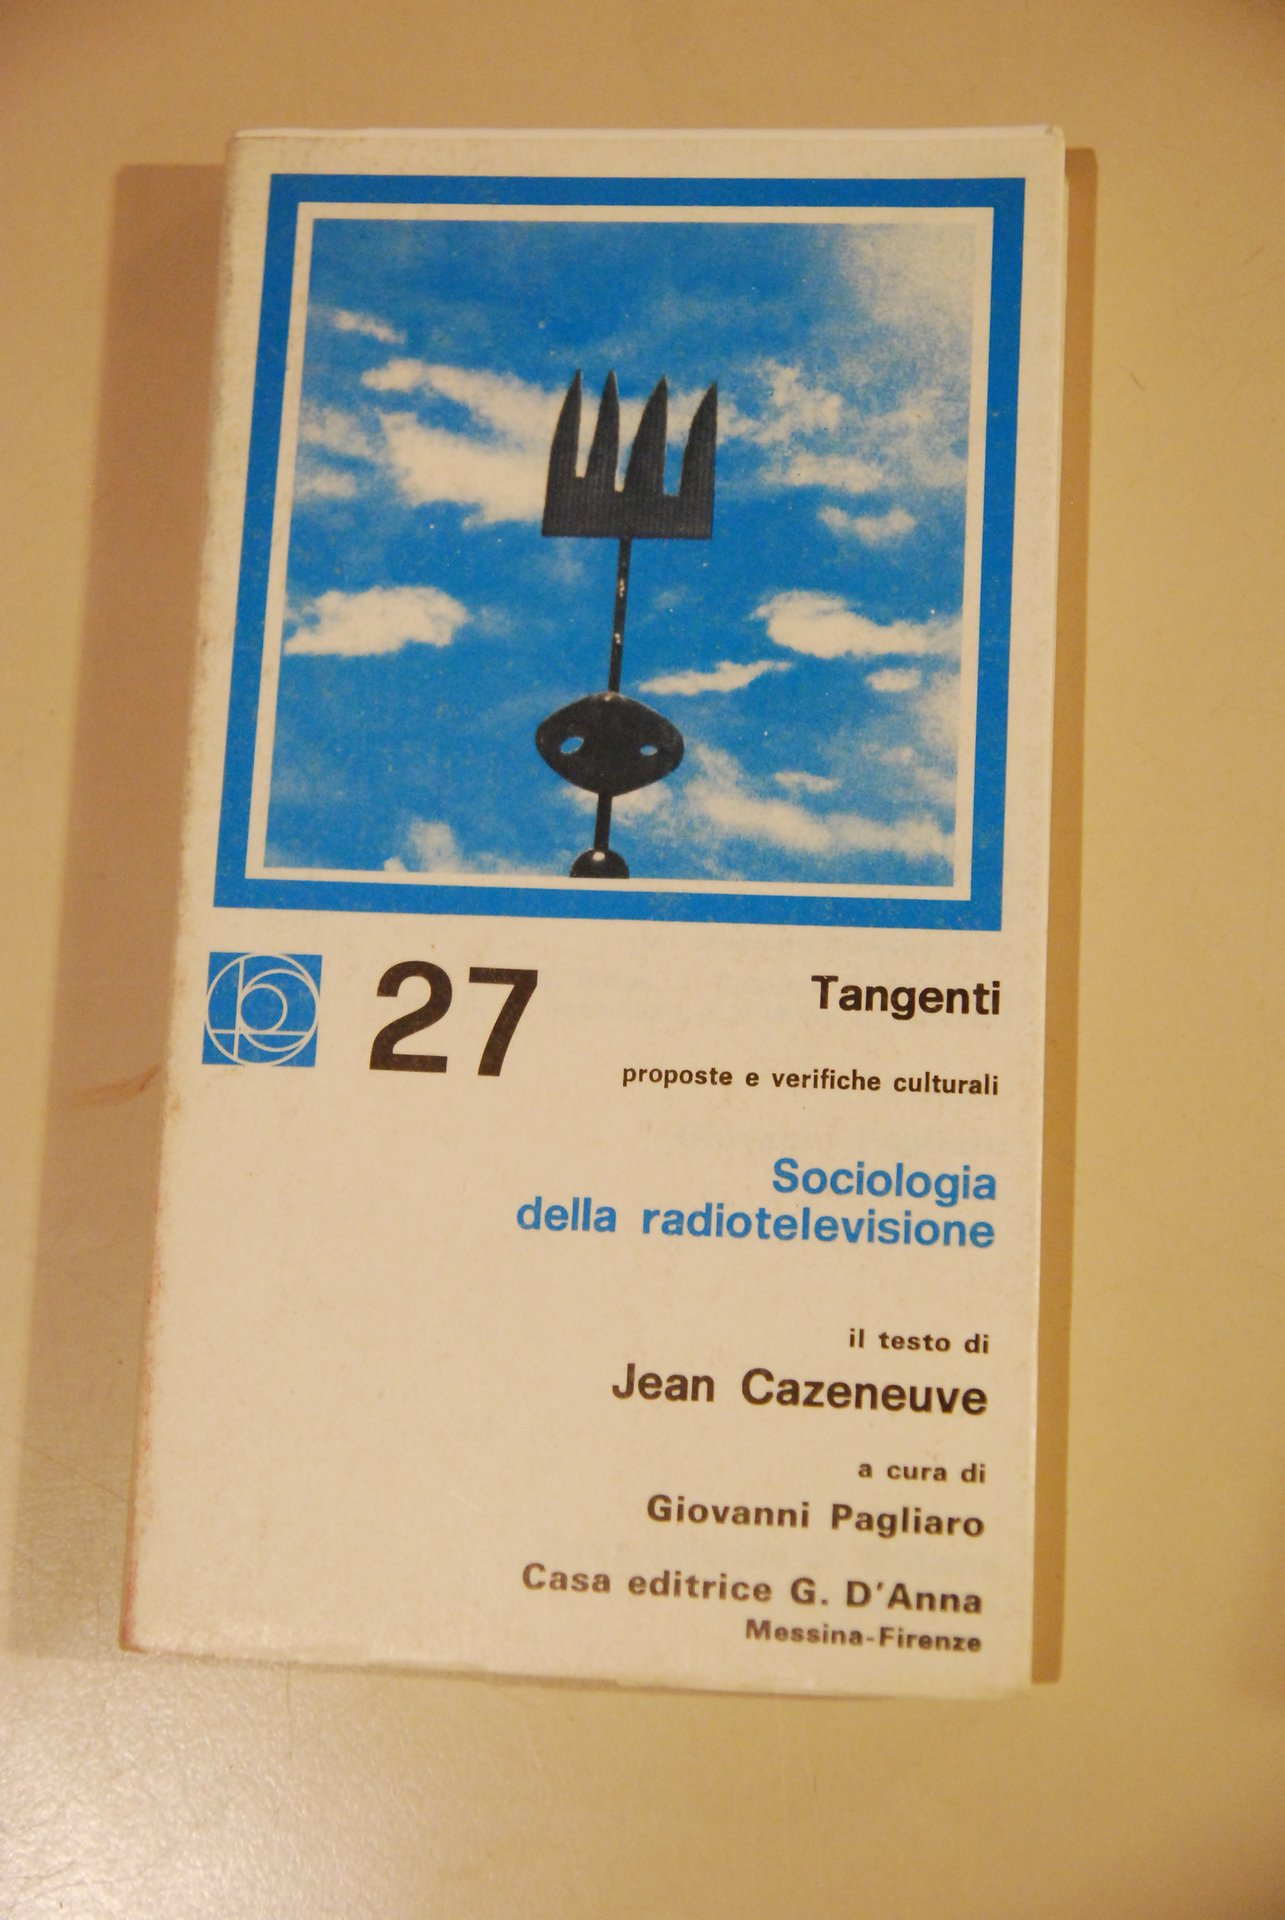 27
Tangenti
proposte e verifiche culturali
Sociologia
della radiotelevisione
il testo di
Jean Cazeneuve
a cura di
Giovanni Pagliaro
Casa editrice G. D'Anna
Messina-Firenze